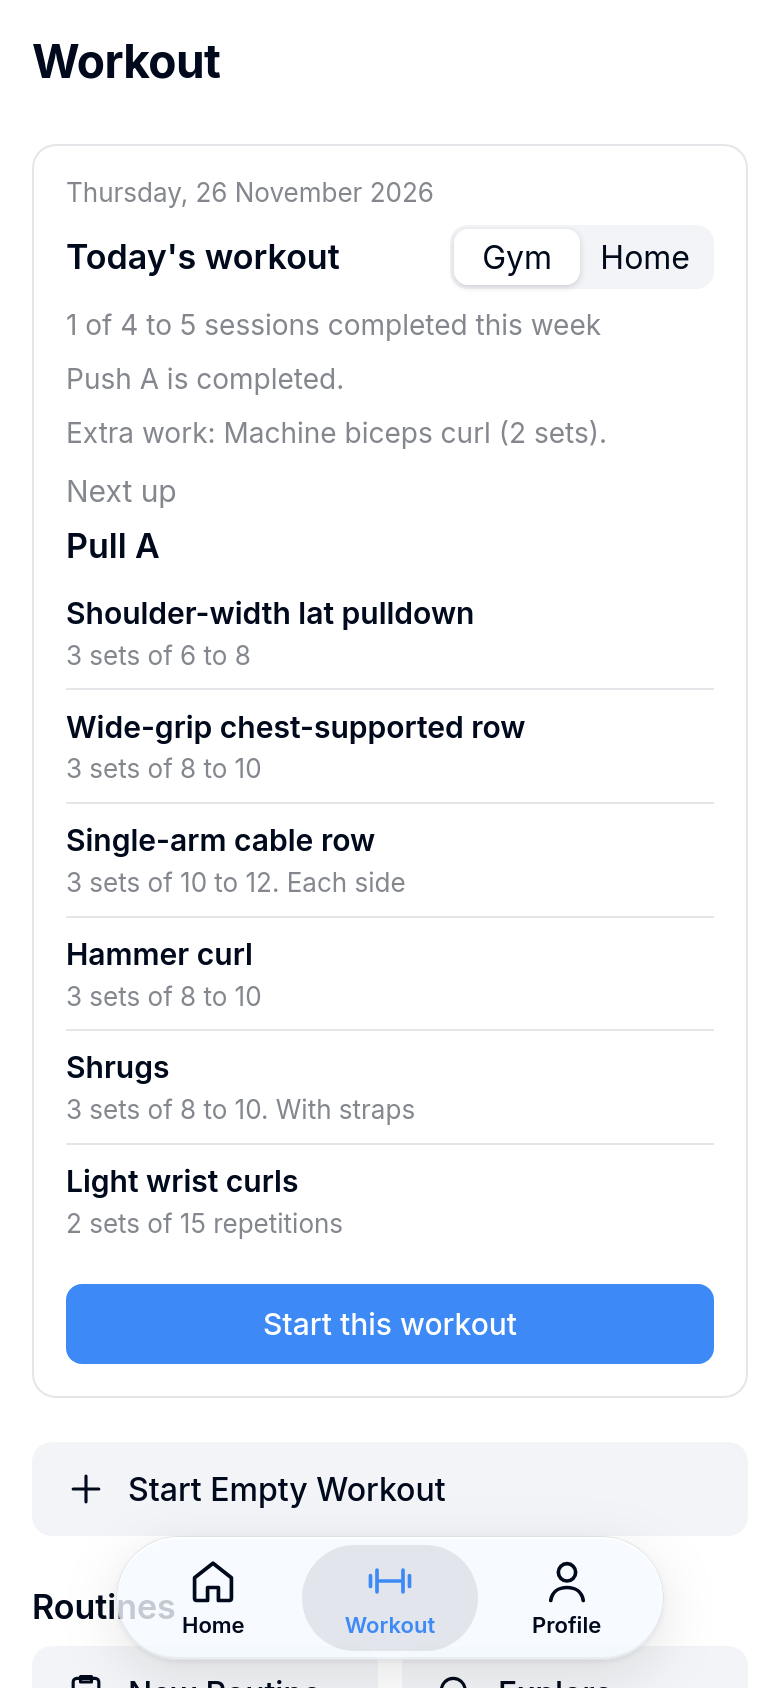 Workout
Thursday, 26 November 2026
Today's workout
Gym
Home
1 of 4 to 5 sessions completed this week
Push A is completed.
Extra work: Machine biceps curl (2 sets).
Next up
Pull A
Shoulder-width lat pulldown
3 sets of 6 to 8
Wide-grip chest-supported row
3 sets of 8 to 10
Single-arm cable row
3 sets of 10 to 12. Each side
Hammer curl
3 sets of 8 to 10
Shrugs
3 sets of 8 to 10. With straps
Light wrist curls
2 sets of 15 repetitions
Start this workout
Start Empty Workout
Routines
Home
Workout
Profile
New Routine
Explore